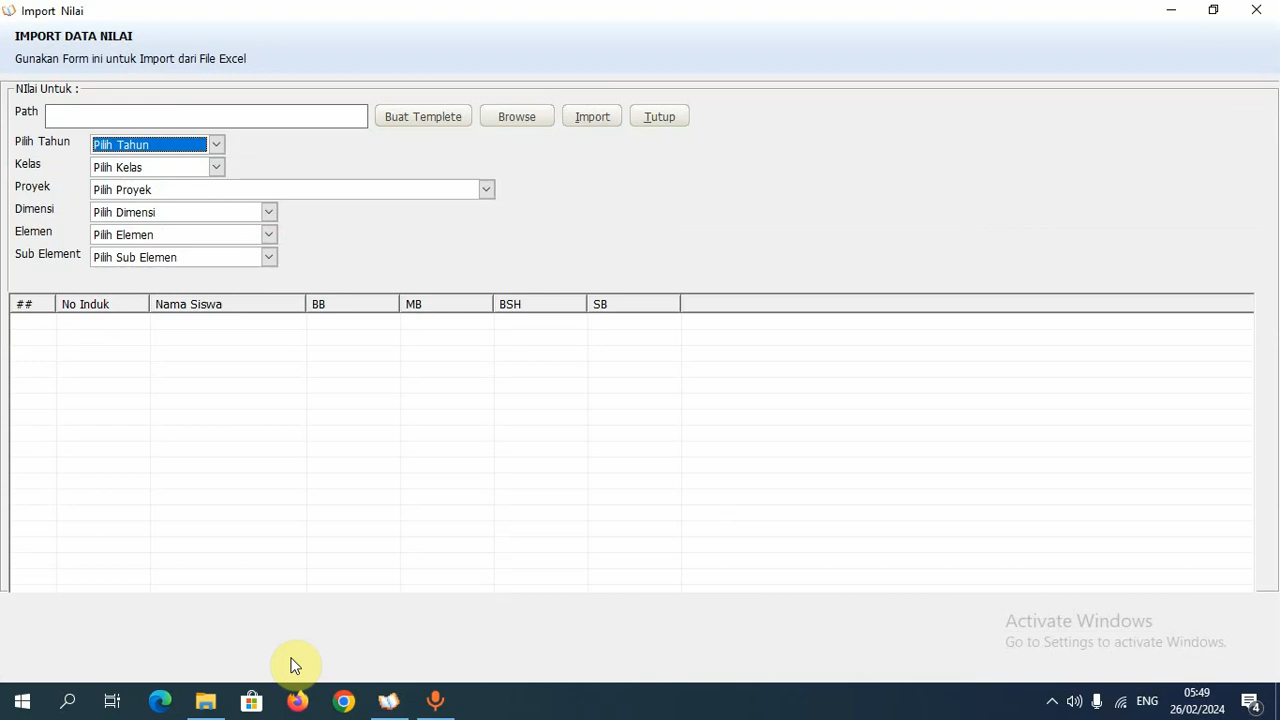 Import Nilai
IMPORT DATA NILAI
Gunakan Form ini untuk Import dari File Excel
NIlai Untuk :
Path
Buat Templete
Browse
Import
Tutup
Pilih Tahun
Pilih Tahun
Kelas
Pilih Kelas
Proyek
Pilih Proyek
Dimensi
Pilih Dimensi
Elemen
Pilih Elemen
Sub Element
Pilih Sub Elemen
## No Induk Nama Siswa BB MB BSH SB
Activate Windows
Go to Settings to activate Windows.
ENG
05:49
26/02/2024
4